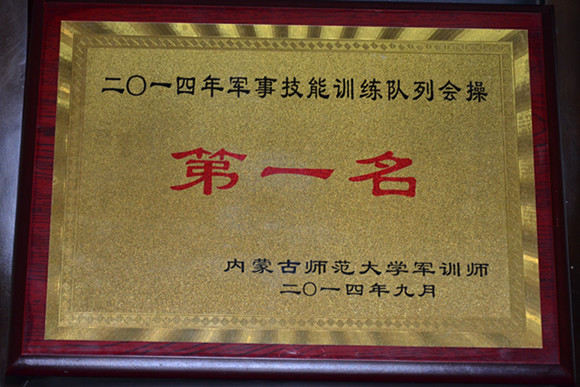 二〇一四年军事技能训练队列会操
第一名
内蒙古师范大学军训师
二〇一四年九月